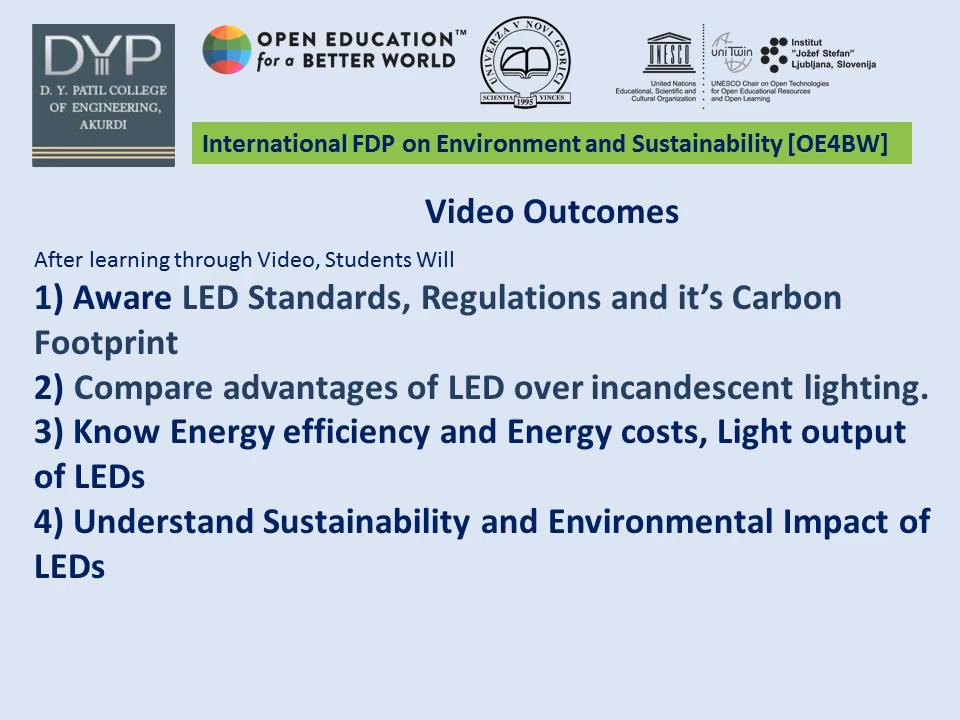 DYP
D. Y. PATIL COLLEGE
OF ENGINEERING,
AKURDI
OPEN EDUCATION™
for a BETTER WORLD
UNIVERZA V NOVI GORICI
SCIENTIA VINCES
1995
UNESCO
United Nations
Educational, Scientific and
Cultural Organization
uniTwin
Institut
"Jožef Stefan"
Ljubljana, Slovenija
UNESCO Chair on Open Technologies
for Open Educational Resources
and Open Learning
International FDP on Environment and Sustainability [OE4BW]
Video Outcomes
After learning through Video, Students Will
1) Aware LED Standards, Regulations and it's Carbon
Footprint
2) Compare advantages of LED over incandescent lighting.
3) Know Energy efficiency and Energy costs, Light output
of LEDs
4) Understand Sustainability and Environmental Impact of
LEDs